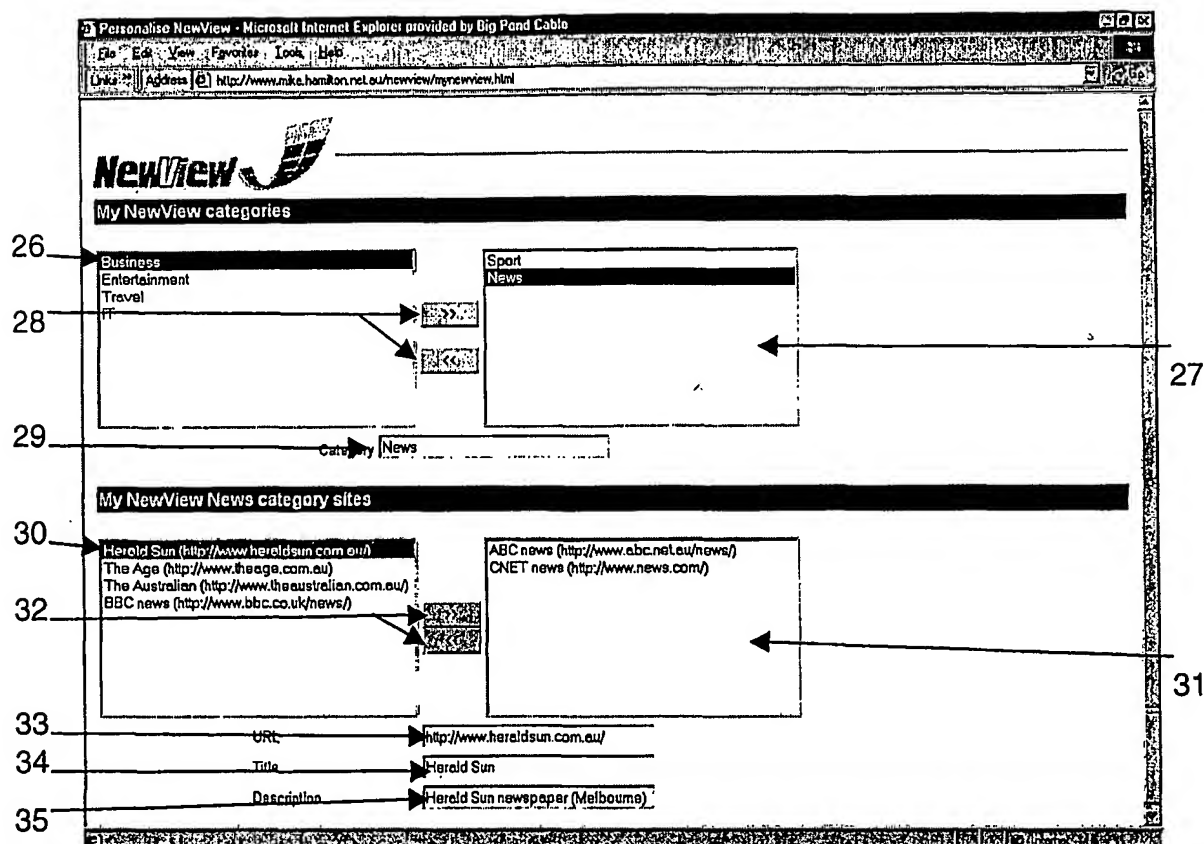 Personalise NewView - Microsoft Internet Explorer provided by Big Pond Cable
File Edit View Favorites Tools Help
Links » Address http://www.mike.hamilton.net.au/newview/mynewview.html Go
NewView
My NewView categories
26
Business
Entertainment
Travel
IT
Sport
News
28
>>
<<
27
29
Category News
My NewView News category sites
30
Herald Sun (http://www.heraldsun.com.au/)
The Age (http://www.theage.com.au)
The Australian (http://www.theaustralian.com.au/)
BBC news (http://www.bbc.co.uk/news/)
ABC news (http://www.abc.net.au/news/)
CNET news (http://www.news.com/)
32
>>
<<
31
33
URL http://www.heraldsun.com.au/
34
Title Herald Sun
35
Description Herald Sun newspaper (Melbourne)